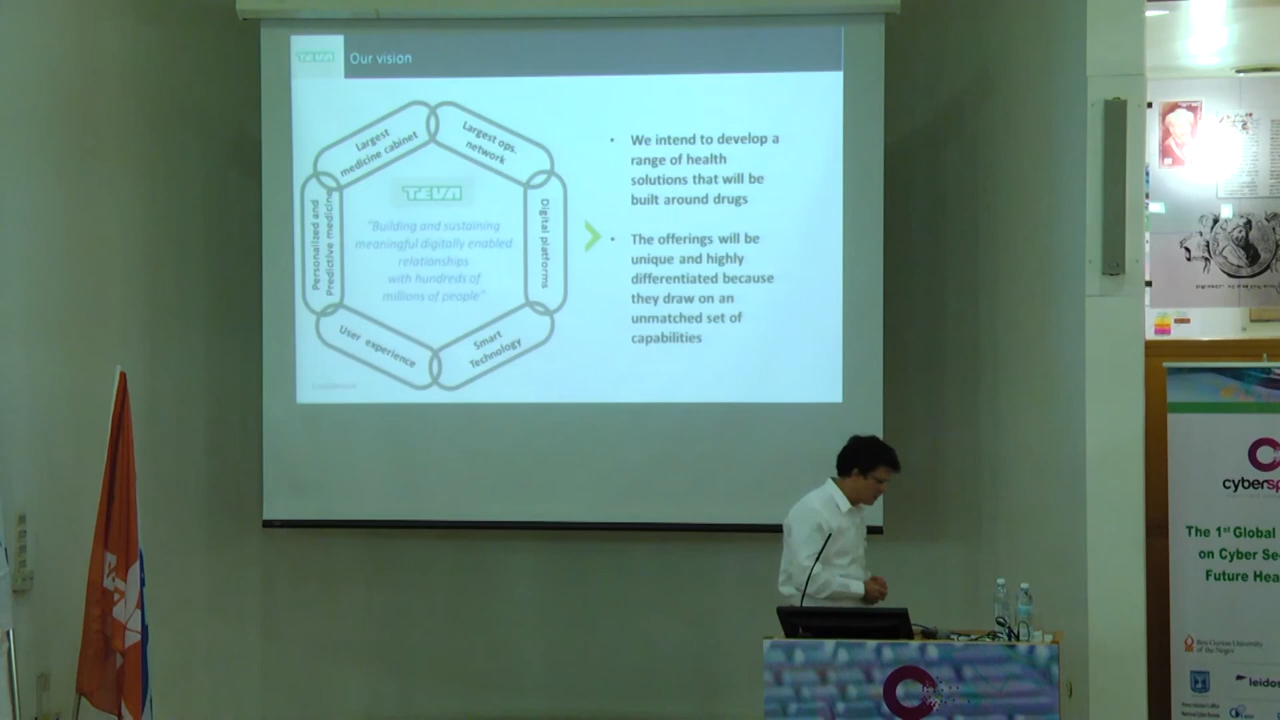 TEVA
Our vision
Largest
medicine cabinet
Largest ops.
network
Personalized and
Predictive medicine
TEVA
"Building and sustaining
meaningful digitally enabled
relationships
with hundreds of
millions of people"
Digital platforms
User experience
Smart
Technology
• We intend to develop a
range of health
solutions that will be
built around drugs
• The offerings will be
unique and highly
differentiated because
they draw on an
unmatched set of
capabilities
The 1st Global
on Cyber
Future
Ben-Gurion University
of the Negev
leidos